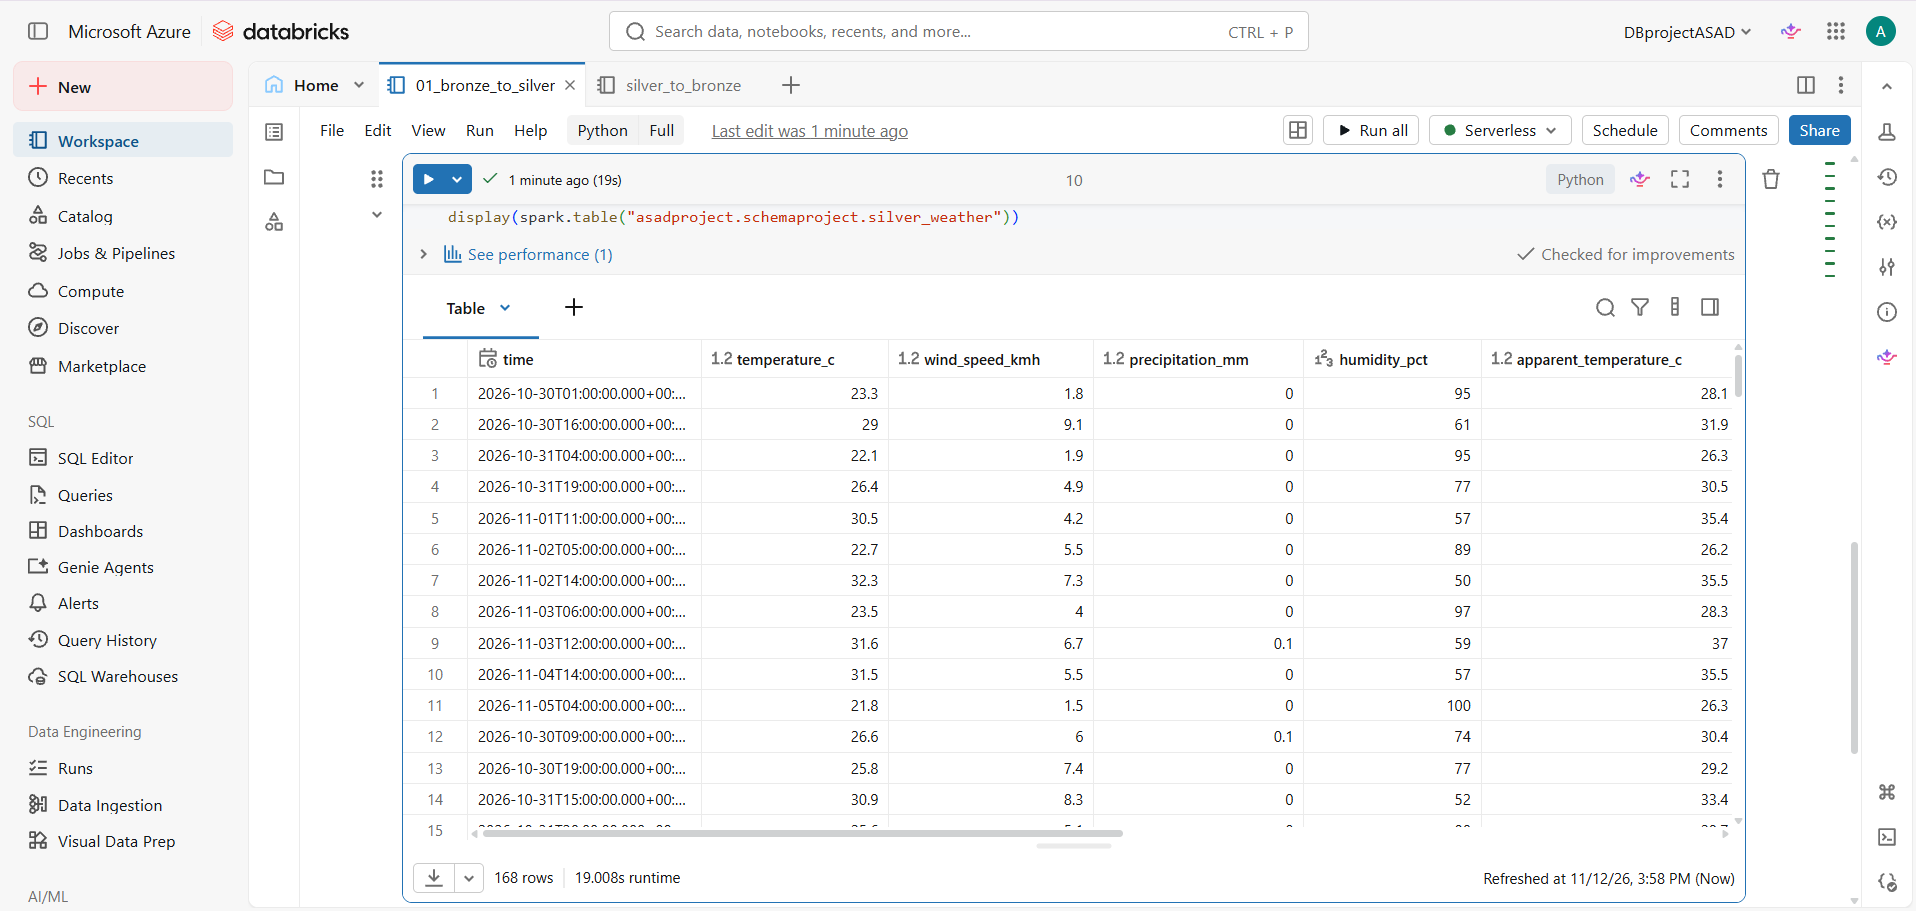 Microsoft Azure databricks
Search data, notebooks, recents, and more... CTRL + P
DBprojectASAD A
New
Workspace
Recents
Catalog
Jobs & Pipelines
Compute
Discover
Marketplace
SQL
SQL Editor
Queries
Dashboards
Genie Agents
Alerts
Query History
SQL Warehouses
Data Engineering
Runs
Data Ingestion
Visual Data Prep
AI/ML
Home 01_bronze_to_silver silver_to_bronze
File Edit View Run Help Python Full Last edit was 1 minute ago
Run all Serverless Schedule Comments Share
1 minute ago (19s) 10 Python
display(spark.table("asadproject.schemaproject.silver_weather"))
See performance (1) Checked for improvements
Table
time 1.2 temperature_c 1.2 wind_speed_kmh 1.2 precipitation_mm 123 humidity_pct 1.2 apparent_temperature_c
1 2026-10-30T01:00:00.000+00:... 23.3 1.8 0 95 28.1
2 2026-10-30T16:00:00.000+00:... 29 9.1 0 61 31.9
3 2026-10-31T04:00:00.000+00:... 22.1 1.9 0 95 26.3
4 2026-10-31T19:00:00.000+00:... 26.4 4.9 0 77 30.5
5 2026-11-01T11:00:00.000+00:... 30.5 4.2 0 57 35.4
6 2026-11-02T05:00:00.000+00:... 22.7 5.5 0 89 26.2
7 2026-11-02T14:00:00.000+00:... 32.3 7.3 0 50 35.5
8 2026-11-03T06:00:00.000+00:... 23.5 4 0 97 28.3
9 2026-11-03T12:00:00.000+00:... 31.6 6.7 0.1 59 37
10 2026-11-04T14:00:00.000+00:... 31.5 5.5 0 57 35.5
11 2026-11-05T04:00:00.000+00:... 21.8 1.5 0 100 26.3
12 2026-10-30T09:00:00.000+00:... 26.6 6 0.1 74 30.4
13 2026-10-30T19:00:00.000+00:... 25.8 7.4 0 77 29.2
14 2026-10-31T15:00:00.000+00:... 30.9 8.3 0 52 33.4
15
168 rows 19.008s runtime
Refreshed at 11/12/26, 3:58 PM (Now)